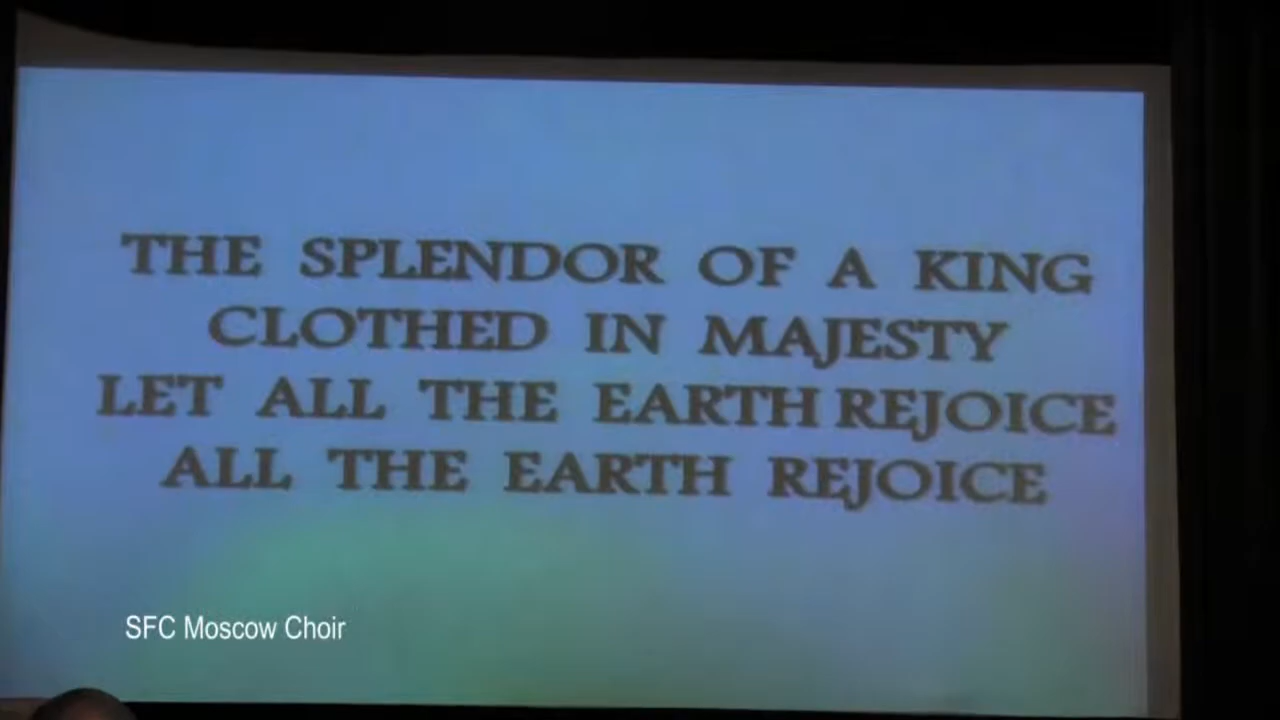 THE SPLENDOR OF A KING
CLOTHED IN MAJESTY
LET ALL THE EARTH REJOICE
ALL THE EARTH REJOICE
SFC Moscow Choir